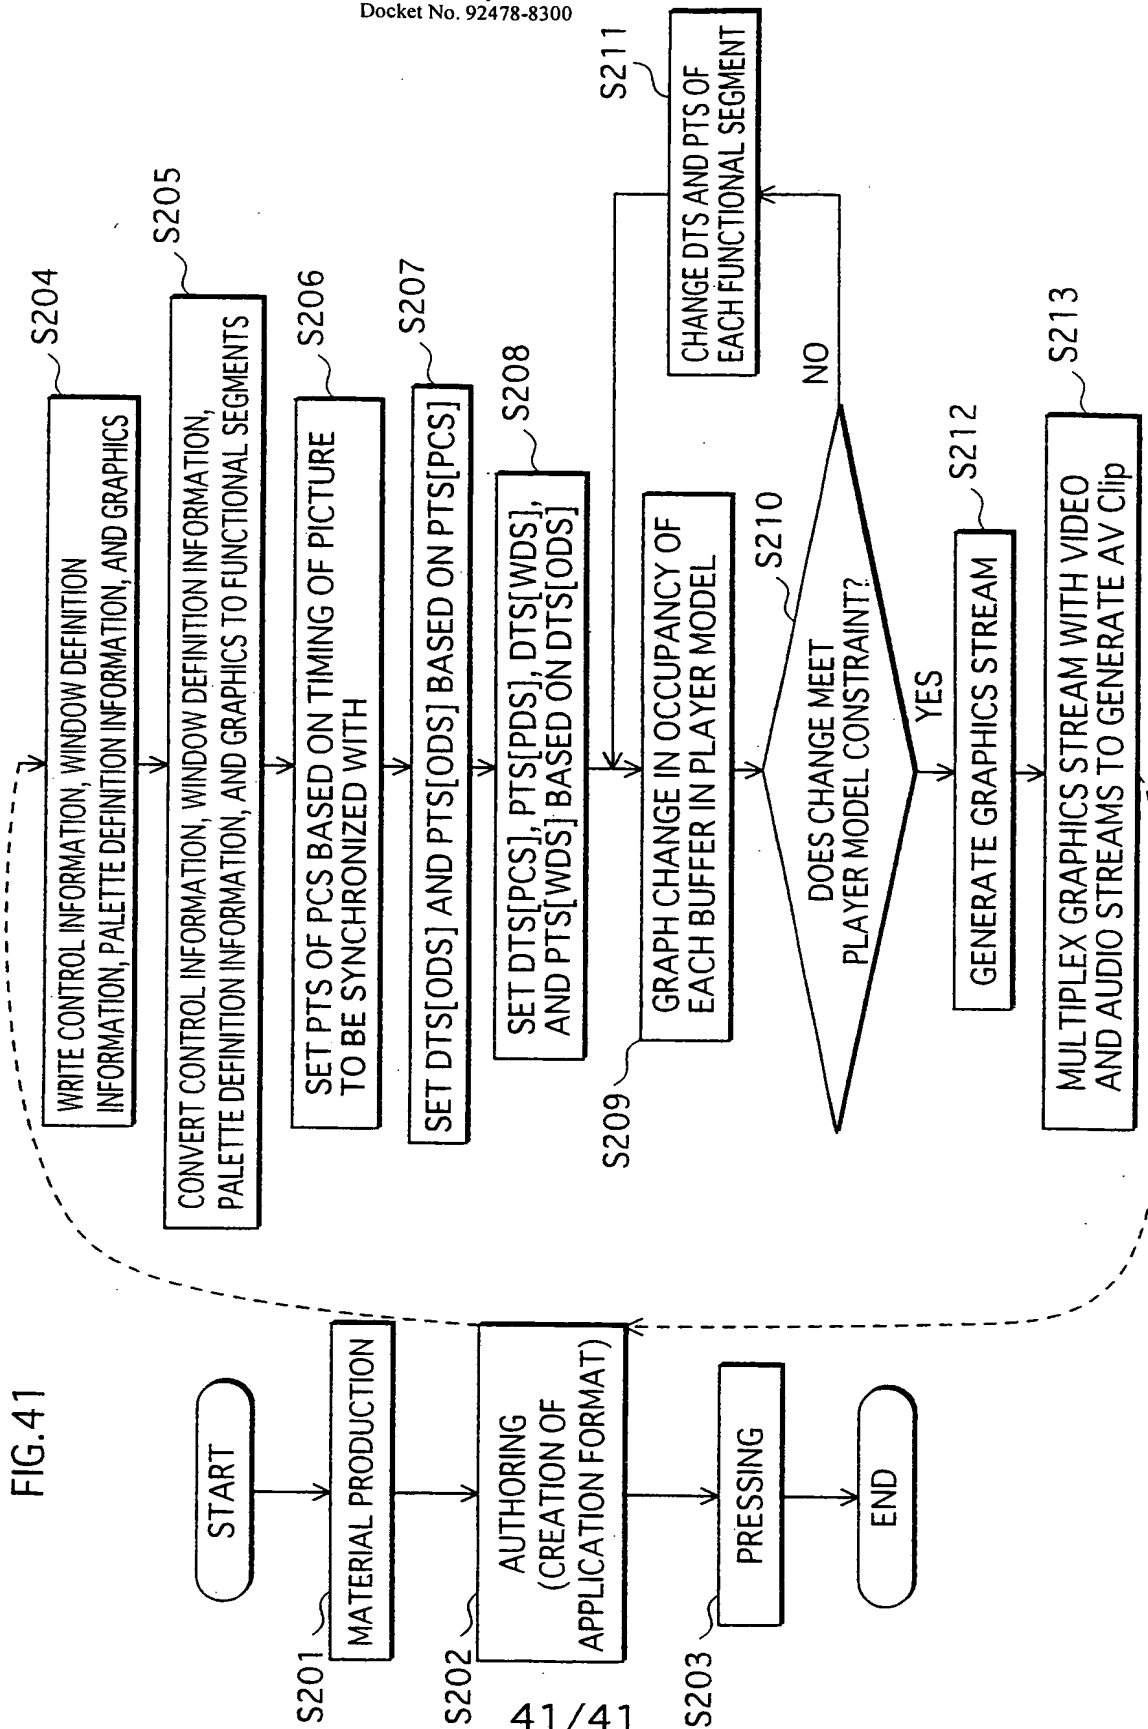 Docket No. 92478-8300
FIG.41
START
S201
MATERIAL PRODUCTION
S202
AUTHORING
(CREATION OF
APPLICATION FORMAT)
S203
PRESSING
END
S204
WRITE CONTROL INFORMATION, WINDOW DEFINITION
INFORMATION, PALETTE DEFINITION INFORMATION, AND GRAPHICS
S205
CONVERT CONTROL INFORMATION, WINDOW DEFINITION INFORMATION,
PALETTE DEFINITION INFORMATION, AND GRAPHICS TO FUNCTIONAL SEGMENTS
S206
SET PTS OF PCS BASED ON TIMING OF PICTURE
TO BE SYNCHRONIZED WITH
S207
SET DTS[ODS] AND PTS[ODS] BASED ON PTS[PCS]
S208
SET DTS[PCS], PTS[PDS], DTS[WDS],
AND PTS[WDS] BASED ON DTS[ODS]
S209
GRAPH CHANGE IN OCCUPANCY OF
EACH BUFFER IN PLAYER MODEL
S210
DOES CHANGE MEET
PLAYER MODEL CONSTRAINT?
NO
YES
S211
CHANGE DTS AND PTS OF
EACH FUNCTIONAL SEGMENT
S212
GENERATE GRAPHICS STREAM
S213
MULTIPLEX GRAPHICS STREAM WITH VIDEO
AND AUDIO STREAMS TO GENERATE AV Clip
41/41